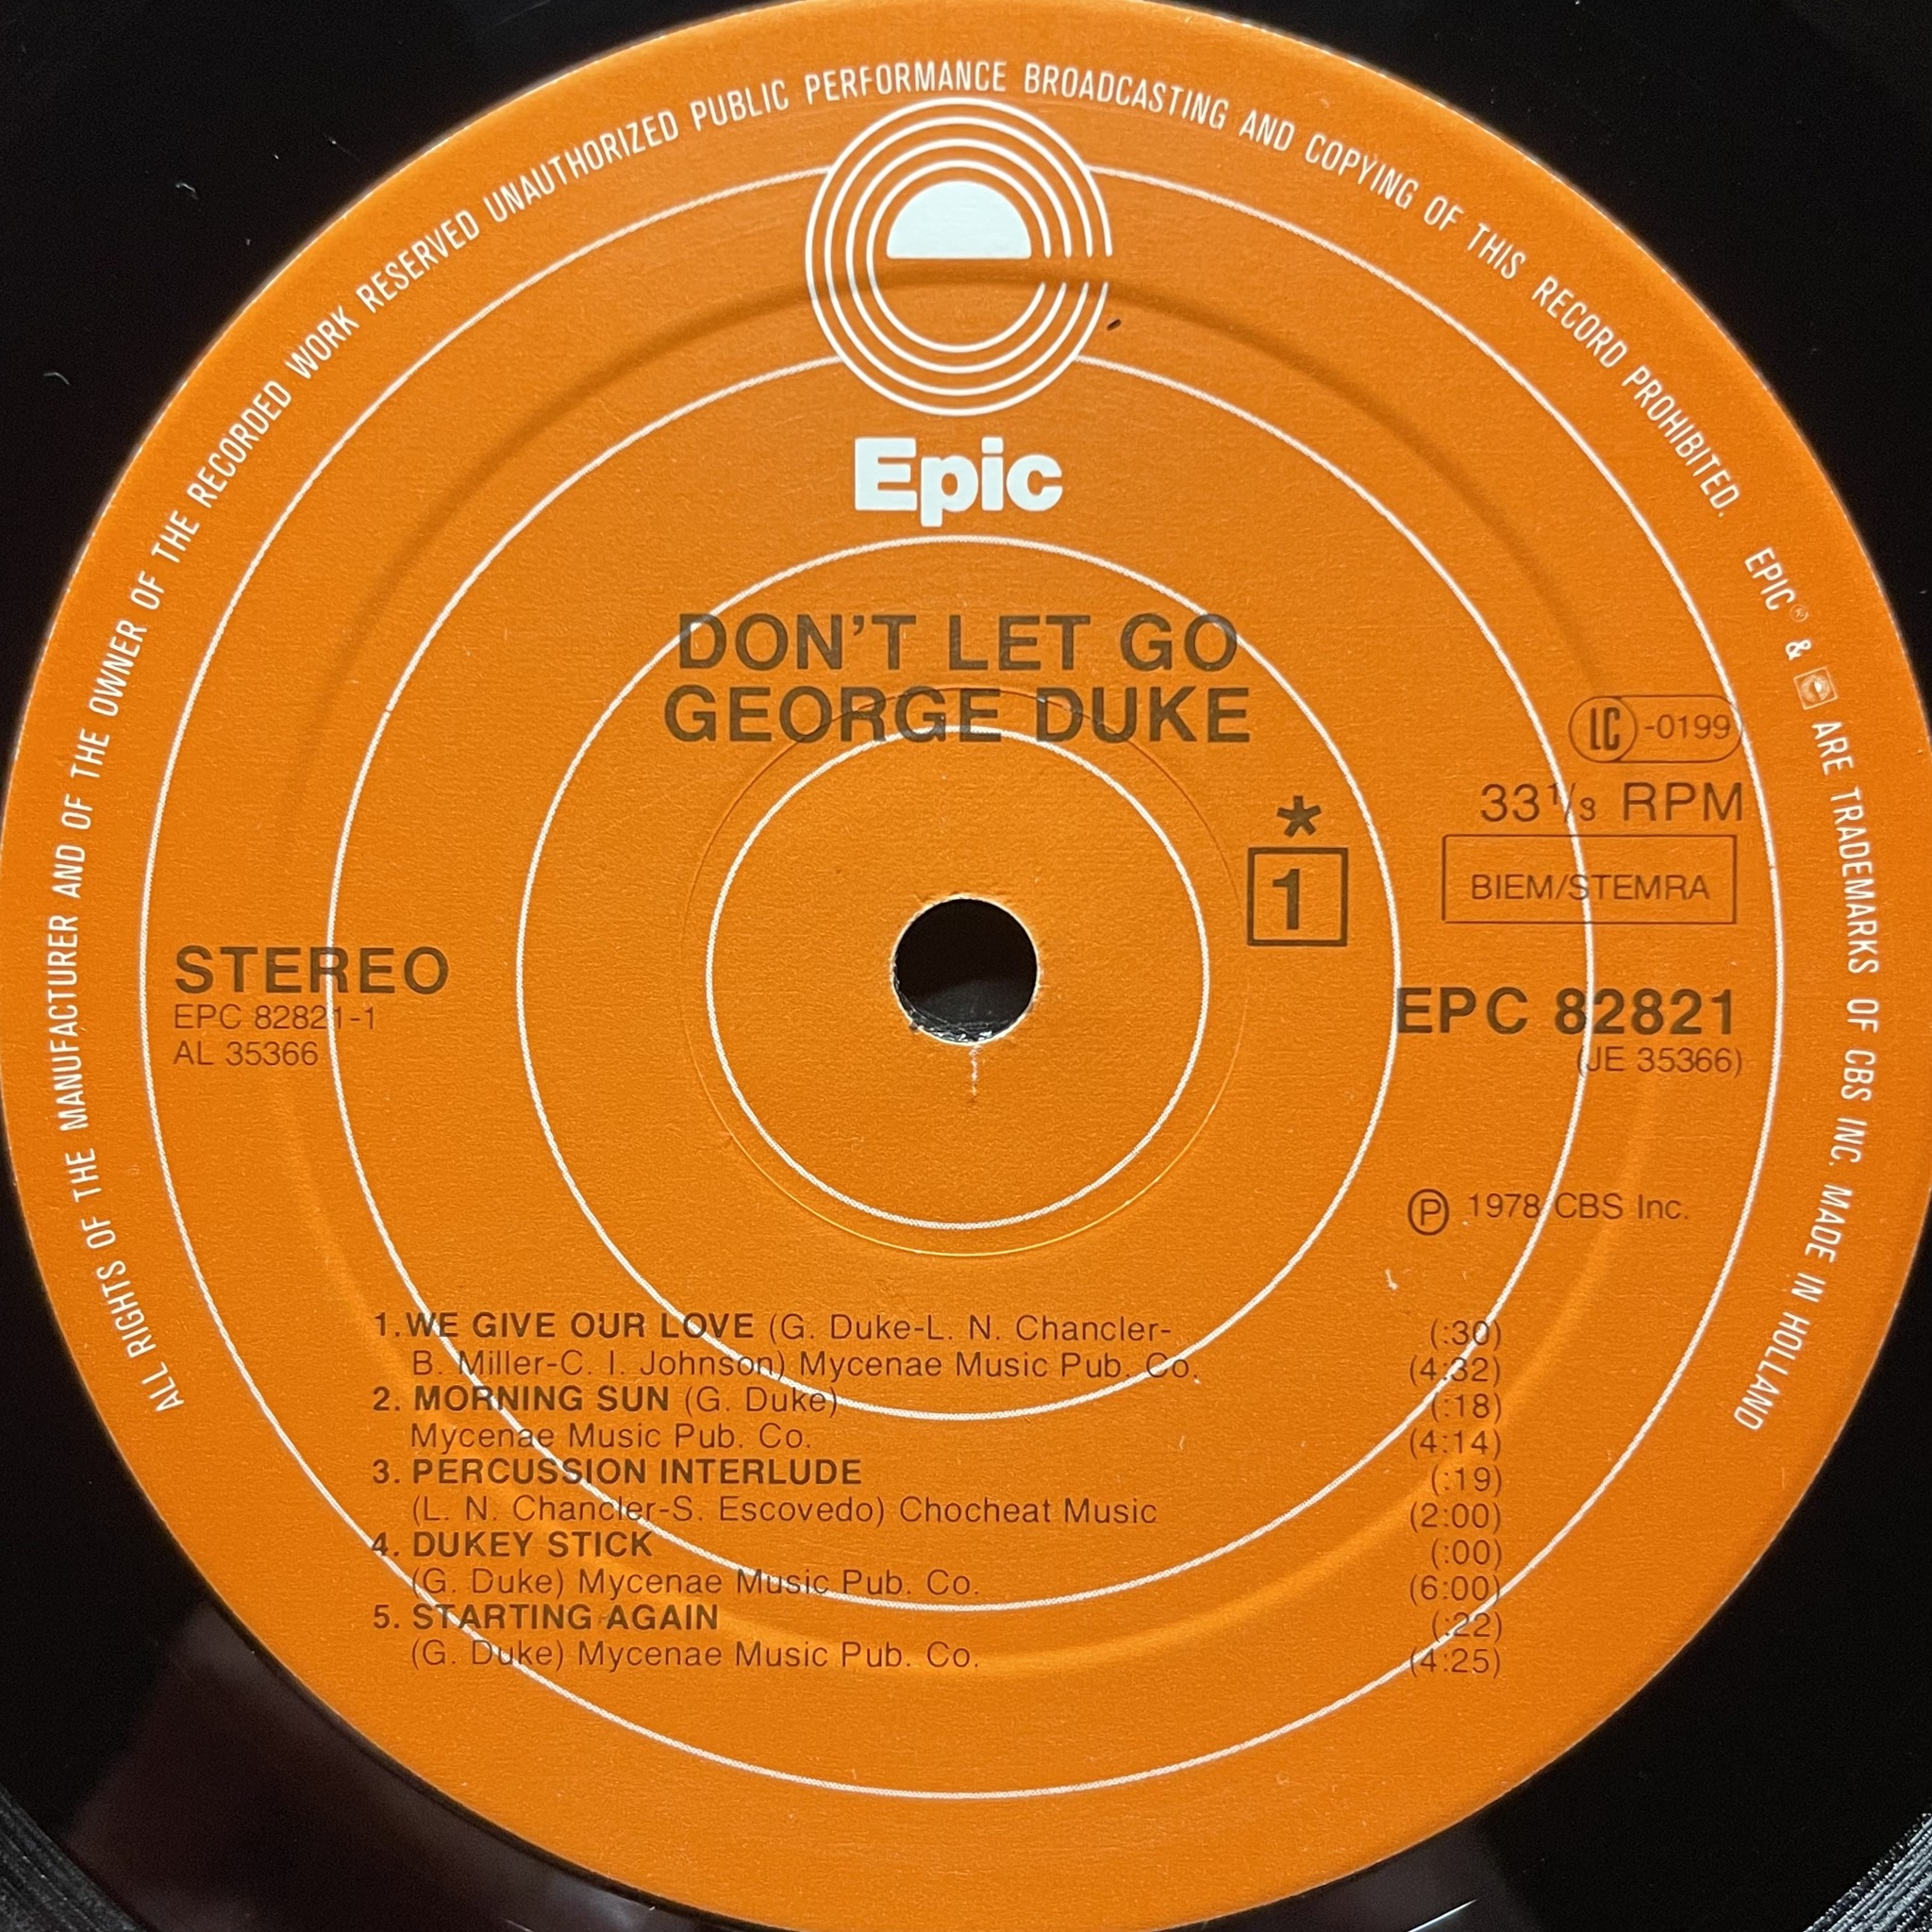 ALL RIGHTS OF THE MANUFACTURER AND OF THE OWNER OF THE RECORDED WORK RESERVED UNAUTHORIZED PUBLIC PERFORMANCE BROADCASTING AND COPYING OF THIS RECORD PROHIBITED. EPIC® & ARE TRADEMARKS OF CBS INC. MADE IN HOLLAND
Epic
DON'T LET GO
GEORGE DUKE
LC-0199
33 1/3 RPM
*
1
BIEM/STEMRA
STEREO
EPC 82821-1
AL 35366
EPC 82821
(JE 35366)
℗ 1978 CBS Inc.
1.WE GIVE OUR LOVE (G. Duke-L. N. Chancler- (:30)
B. Miller-C. I. Johnson) Mycenae Music Pub. Co. (4:32)
2. MORNING SUN (G. Duke) (:18)
Mycenae Music Pub. Co. (4:14)
3. PERCUSSION INTERLUDE (:19)
(L. N. Chancler-S. Escovedo) Chocheat Music (2:00)
4. DUKEY STICK (:00)
(G. Duke) Mycenae Music Pub. Co. (6:00)
5. STARTING AGAIN (:22)
(G. Duke) Mycenae Music Pub. Co. (4:25)